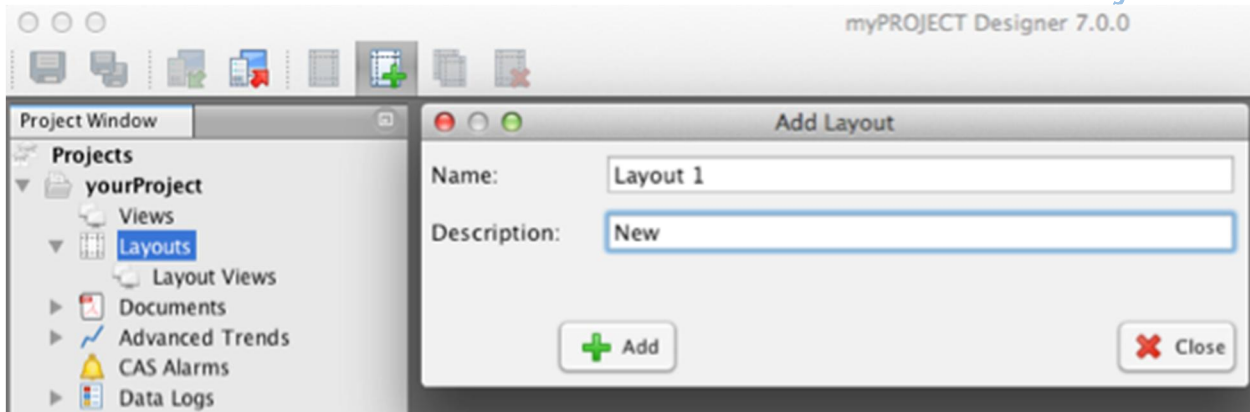 myPROJECT Designer 7.0.0
Project Window
Projects
yourProject
Views
Layouts
Layout Views
Documents
Advanced Trends
CAS Alarms
Data Logs
Add Layout
Name: Layout 1
Description: New
Add Close